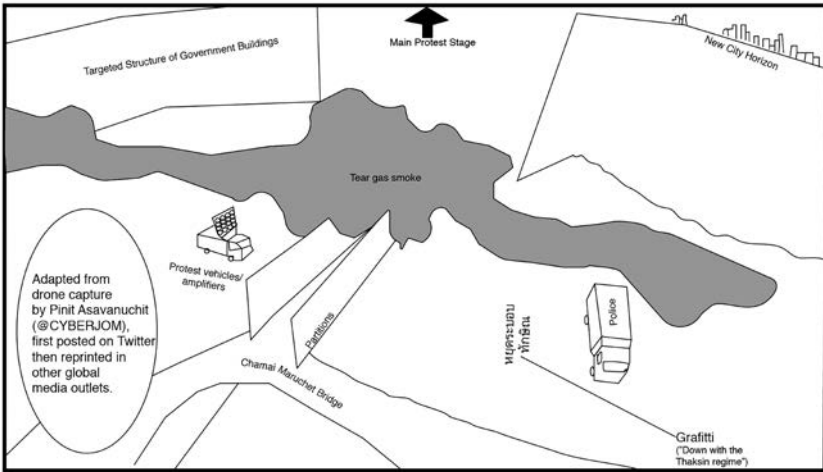 Main Protest Stage
Targeted Structure of Government Buildings
New City Horizon
Tear gas smoke
Protest vehicles/
amplifiers
Adapted from
drone capture
by Pinit Asavanuchit
(@CYBERJOM),
first posted on Twitter
then reprinted in
other global
media outlets.
Partitions
Chamai Maruchet Bridge
หยุดระบอบ
ทักษิณ
Police
Grafitti
("Down with the
Thaksin regime")